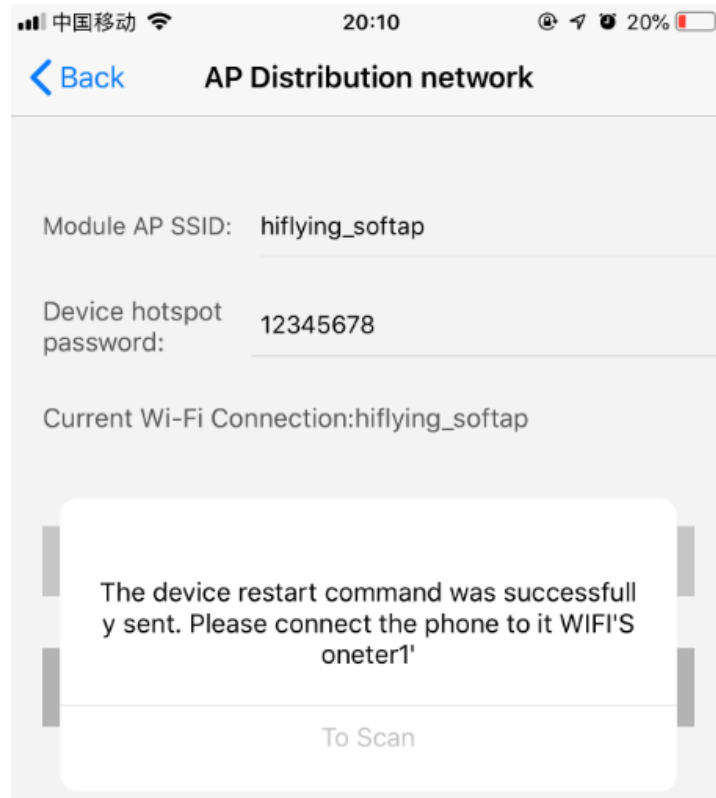 中国移动 20:10 20%
Back AP Distribution network
Module AP SSID: hiflying_softap
Device hotspot
password: 12345678
Current Wi-Fi Connection:hiflying_softap
The device restart command was successfull
y sent. Please connect the phone to it WIFI'S
oneter1'
To Scan